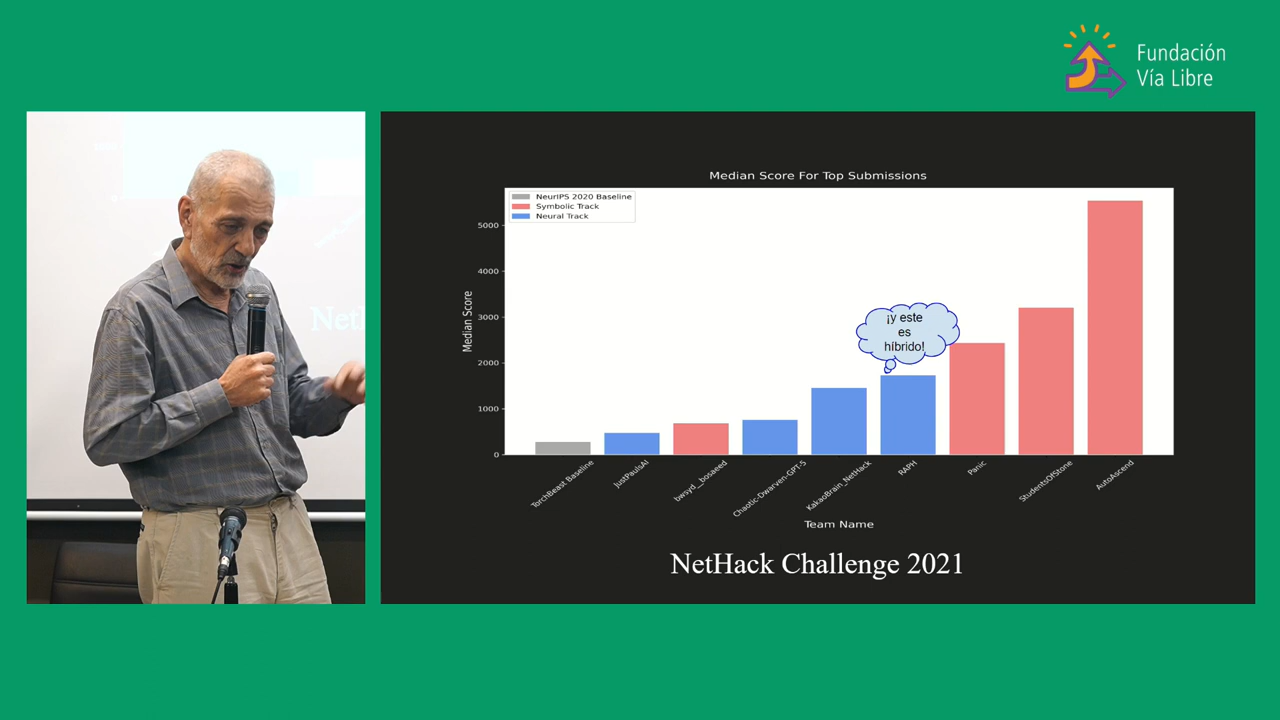 Fundación
Vía Libre
Median Score For Top Submissions
NeurIPS 2020 Baseline
Symbolic Track
Neural Track
5000
4000
3000
2000
1000
0
Median Score
¡y este
es
híbrido!
TorchBeast Baseline
JustPaulsAI
bwsyd__bosaeed
Chaotic-Dwarven-GPT-5
KakaoBrain_NetHack
RAPH
Panic
StudentsOfStone
AutoAscend
Team Name
NetHack Challenge 2021
Net